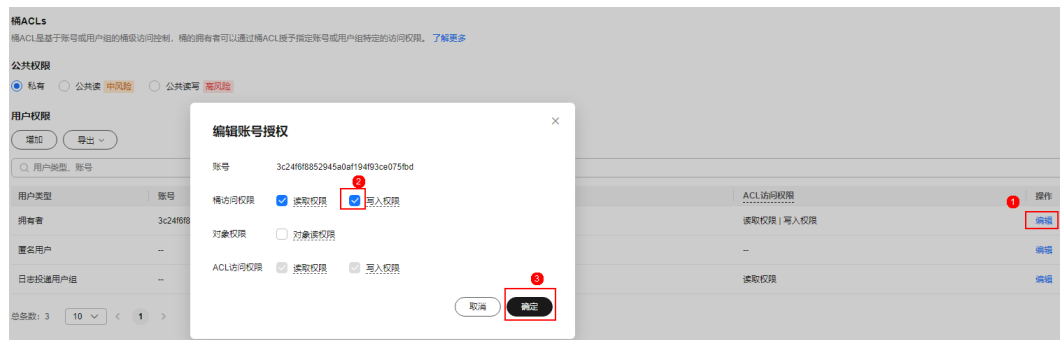 桶ACLs
桶ACL是基于账号或用户组的桶级访问控制，桶的拥有者可以通过桶ACL授予指定账号或用户组特定的访问权限。 了解更多
公共权限
私有 公共读 中风险 公共读写 高风险
用户权限
增加 导出
用户类型、账号
用户类型 账号 ACL访问权限 操作
拥有者 3c24f6f8 读取权限 | 写入权限 1 编辑
匿名用户 -- -- 编辑
日志投递用户组 -- 读取权限 编辑
总条数：3 10 < 1 >
编辑账号授权 ×
账号 3c24f6f8852945a0af194f93ce075fbd
2
桶访问权限 读取权限 写入权限
对象权限 对象读权限
ACL访问权限 读取权限 写入权限
3
取消 确定